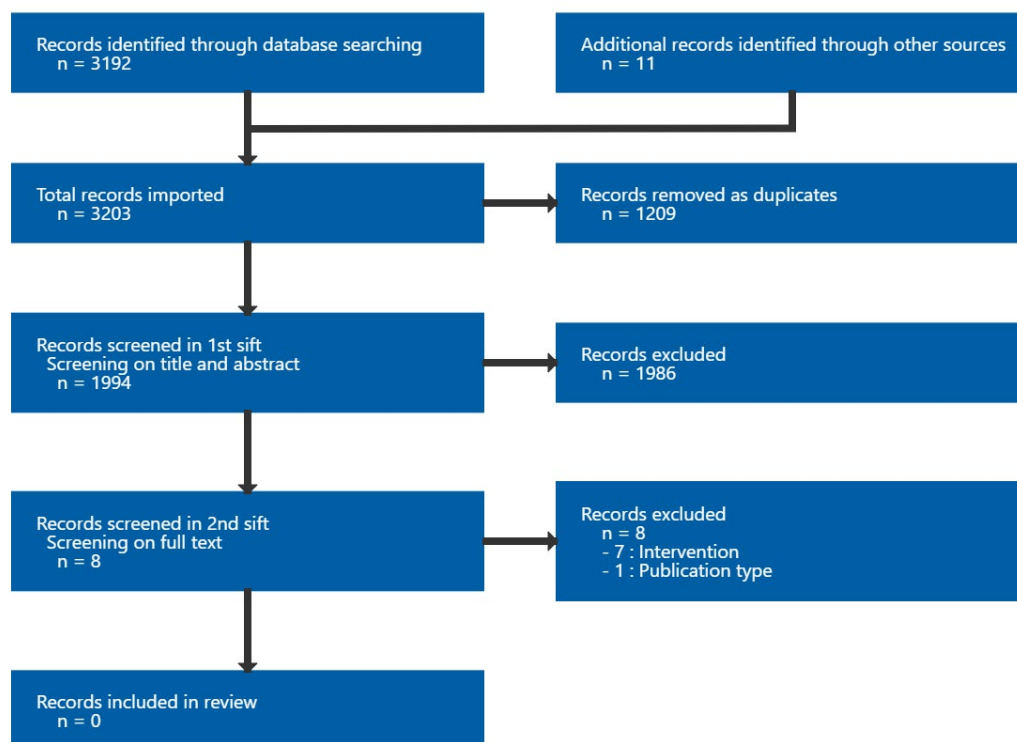 Records identified through database searching
n = 3192
Additional records identified through other sources
n = 11
Total records imported
n = 3203
Records removed as duplicates
n = 1209
Records screened in 1st sift
Screening on title and abstract
n = 1994
Records excluded
n = 1986
Records screened in 2nd sift
Screening on full text
n = 8
Records excluded
n = 8
- 7 : Intervention
- 1 : Publication type
Records included in review
n = 0